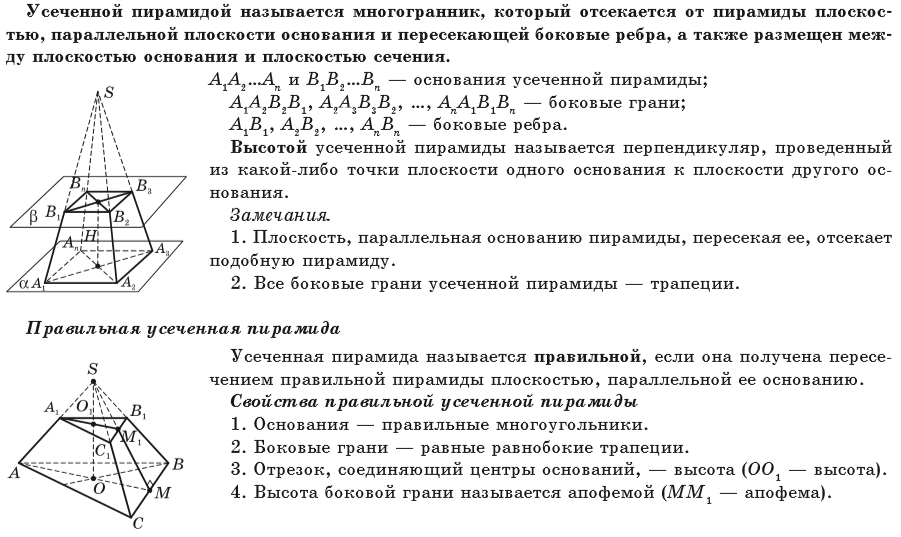 Усеченной пирамидой называется многогранник, который отсекается от пирамиды плоскос-
тью, параллельной плоскости основания и пересекающей боковые ребра, а также размещен меж-
ду плоскостью основания и плоскостью сечения.
A₁A₂...Aₙ и B₁B₂...Bₙ — основания усеченной пирамиды;
A₁A₂B₂B₁, A₂A₃B₃B₂, ..., AₙA₁B₁Bₙ — боковые грани;
A₁B₁, A₂B₂, ..., AₙBₙ — боковые ребра.
Высотой усеченной пирамиды называется перпендикуляр, проведенный
из какой-либо точки плоскости одного основания к плоскости другого ос-
нования.
Замечания.
1. Плоскость, параллельная основанию пирамиды, пересекая ее, отсекает
подобную пирамиду.
2. Все боковые грани усеченной пирамиды — трапеции.
S
Bₙ
B₃
β
B₁
B₂
Aₙ
H
A₃
α
A₁
A₂
Правильная усеченная пирамида
Усеченная пирамида называется правильной, если она получена пересе-
чением правильной пирамиды плоскостью, параллельной ее основанию.
Свойства правильной усеченной пирамиды
1. Основания — правильные многоугольники.
2. Боковые грани — равные равнобокие трапеции.
3. Отрезок, соединяющий центры оснований, — высота (OO₁ — высота).
4. Высота боковой грани называется апофемой (MM₁ — апофема).
S
A₁
O₁
B₁
M₁
C₁
A
B
O
M
C